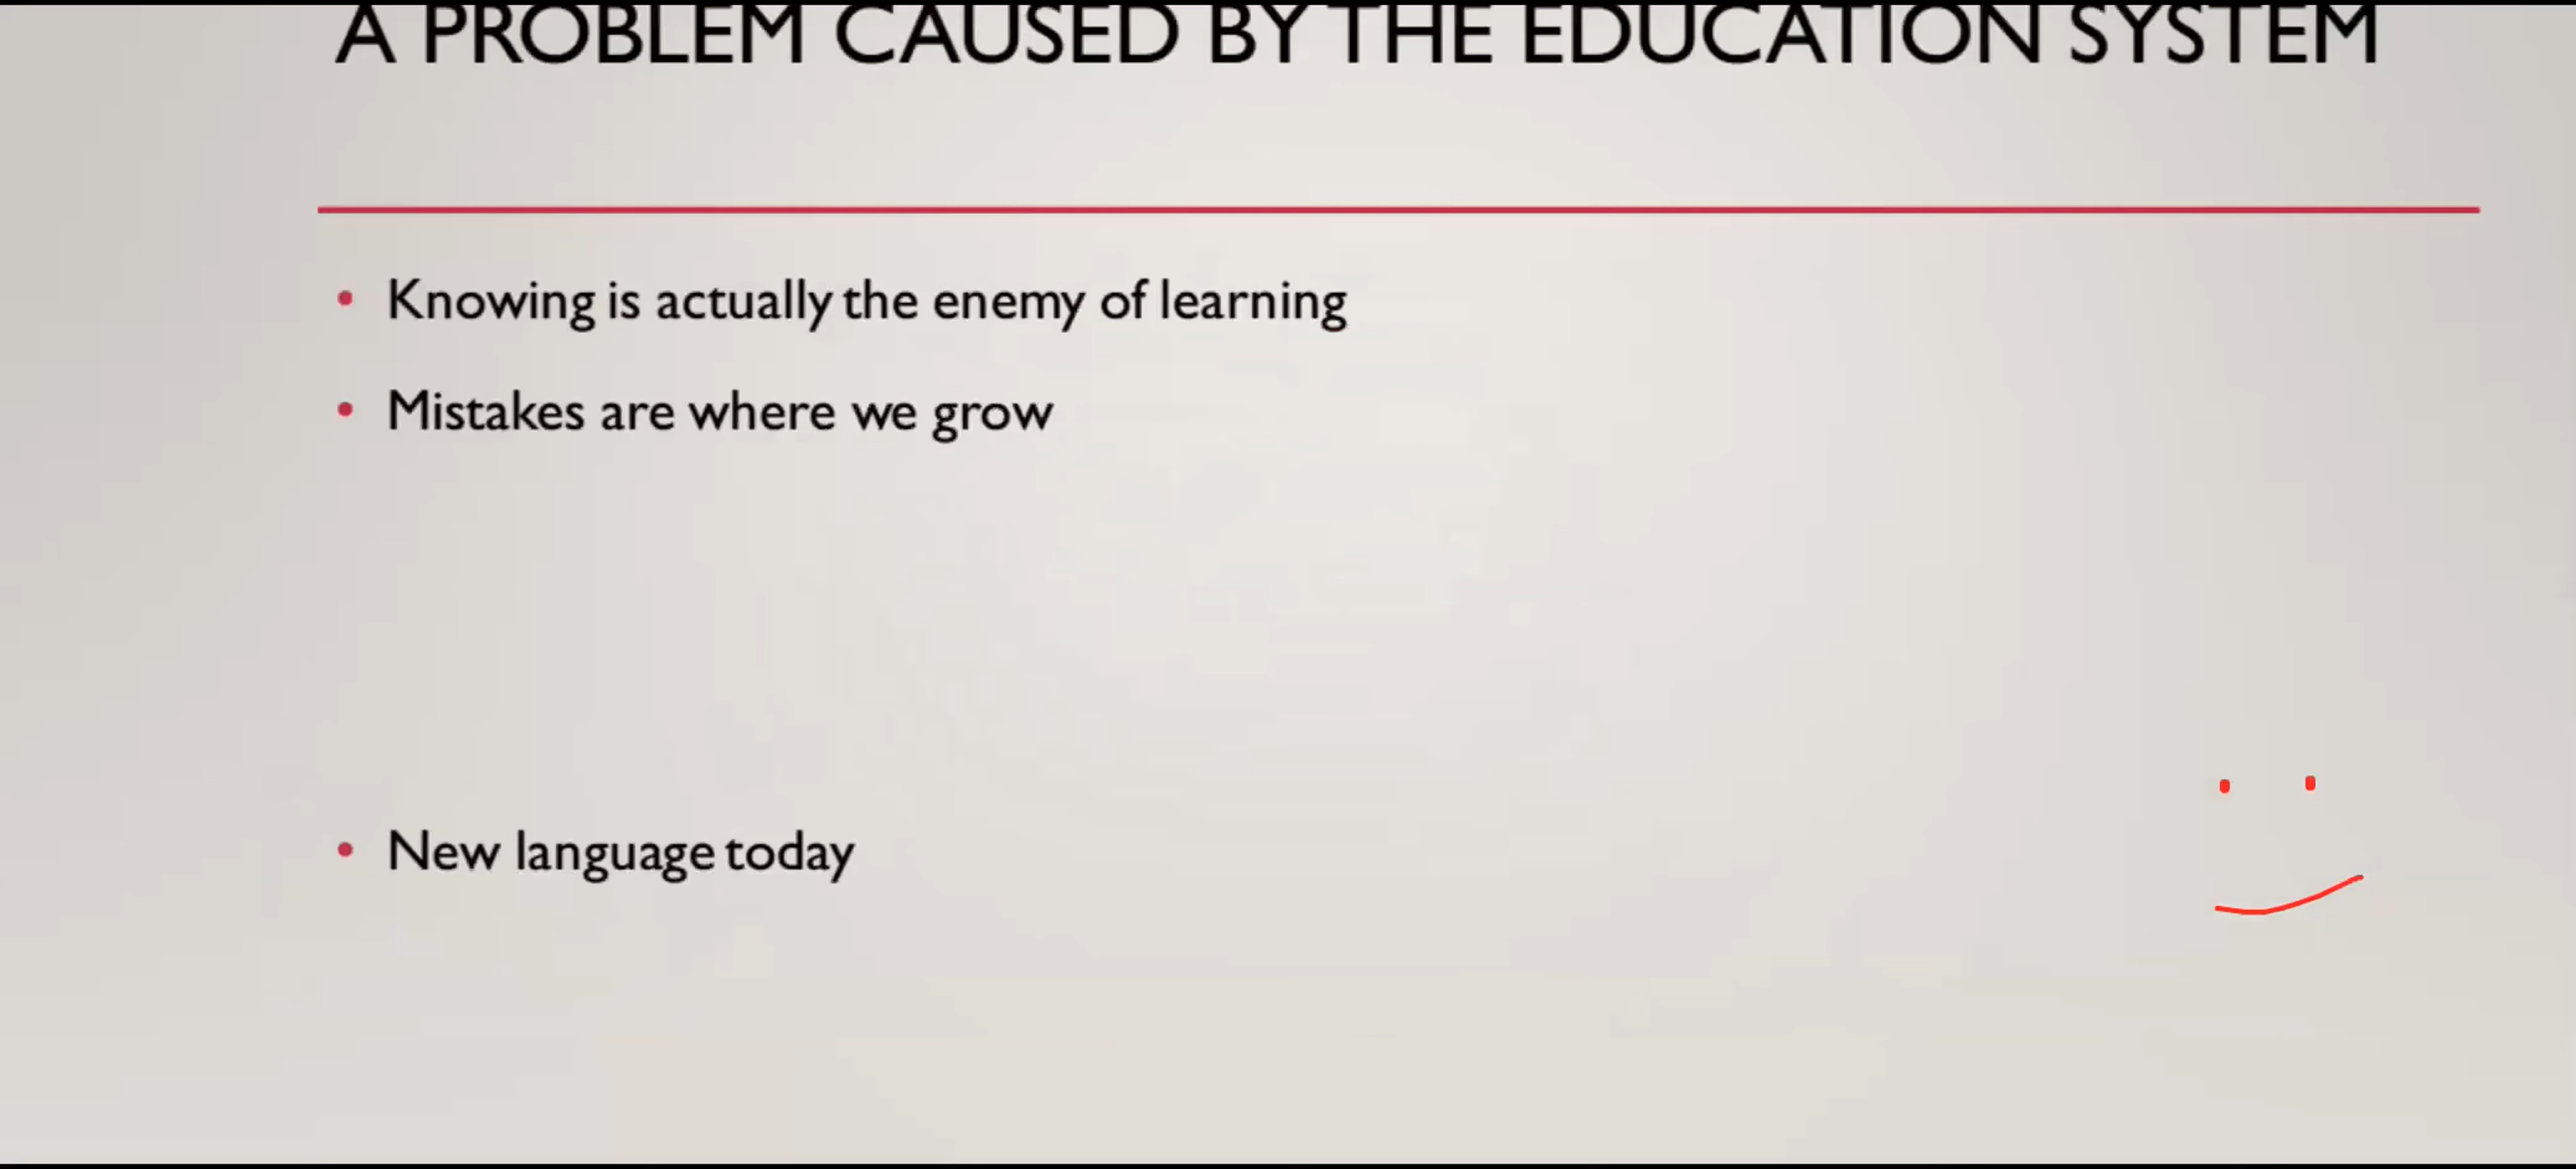 A PROBLEM CAUSED BY THE EDUCATION SYSTEM
• Knowing is actually the enemy of learning
• Mistakes are where we grow
• New language today